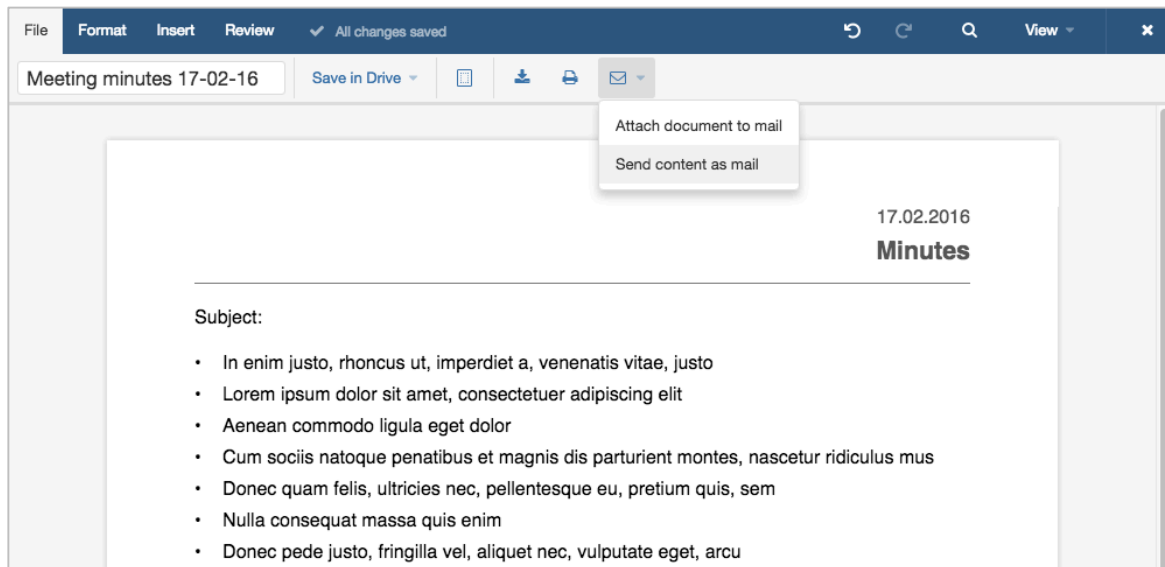 File Format Insert Review All changes saved View
Meeting minutes 17-02-16 Save in Drive
Attach document to mail
Send content as mail
17.02.2016
Minutes
Subject:
• In enim justo, rhoncus ut, imperdiet a, venenatis vitae, justo
• Lorem ipsum dolor sit amet, consectetuer adipiscing elit
• Aenean commodo ligula eget dolor
• Cum sociis natoque penatibus et magnis dis parturient montes, nascetur ridiculus mus
• Donec quam felis, ultricies nec, pellentesque eu, pretium quis, sem
• Nulla consequat massa quis enim
• Donec pede justo, fringilla vel, aliquet nec, vulputate eget, arcu